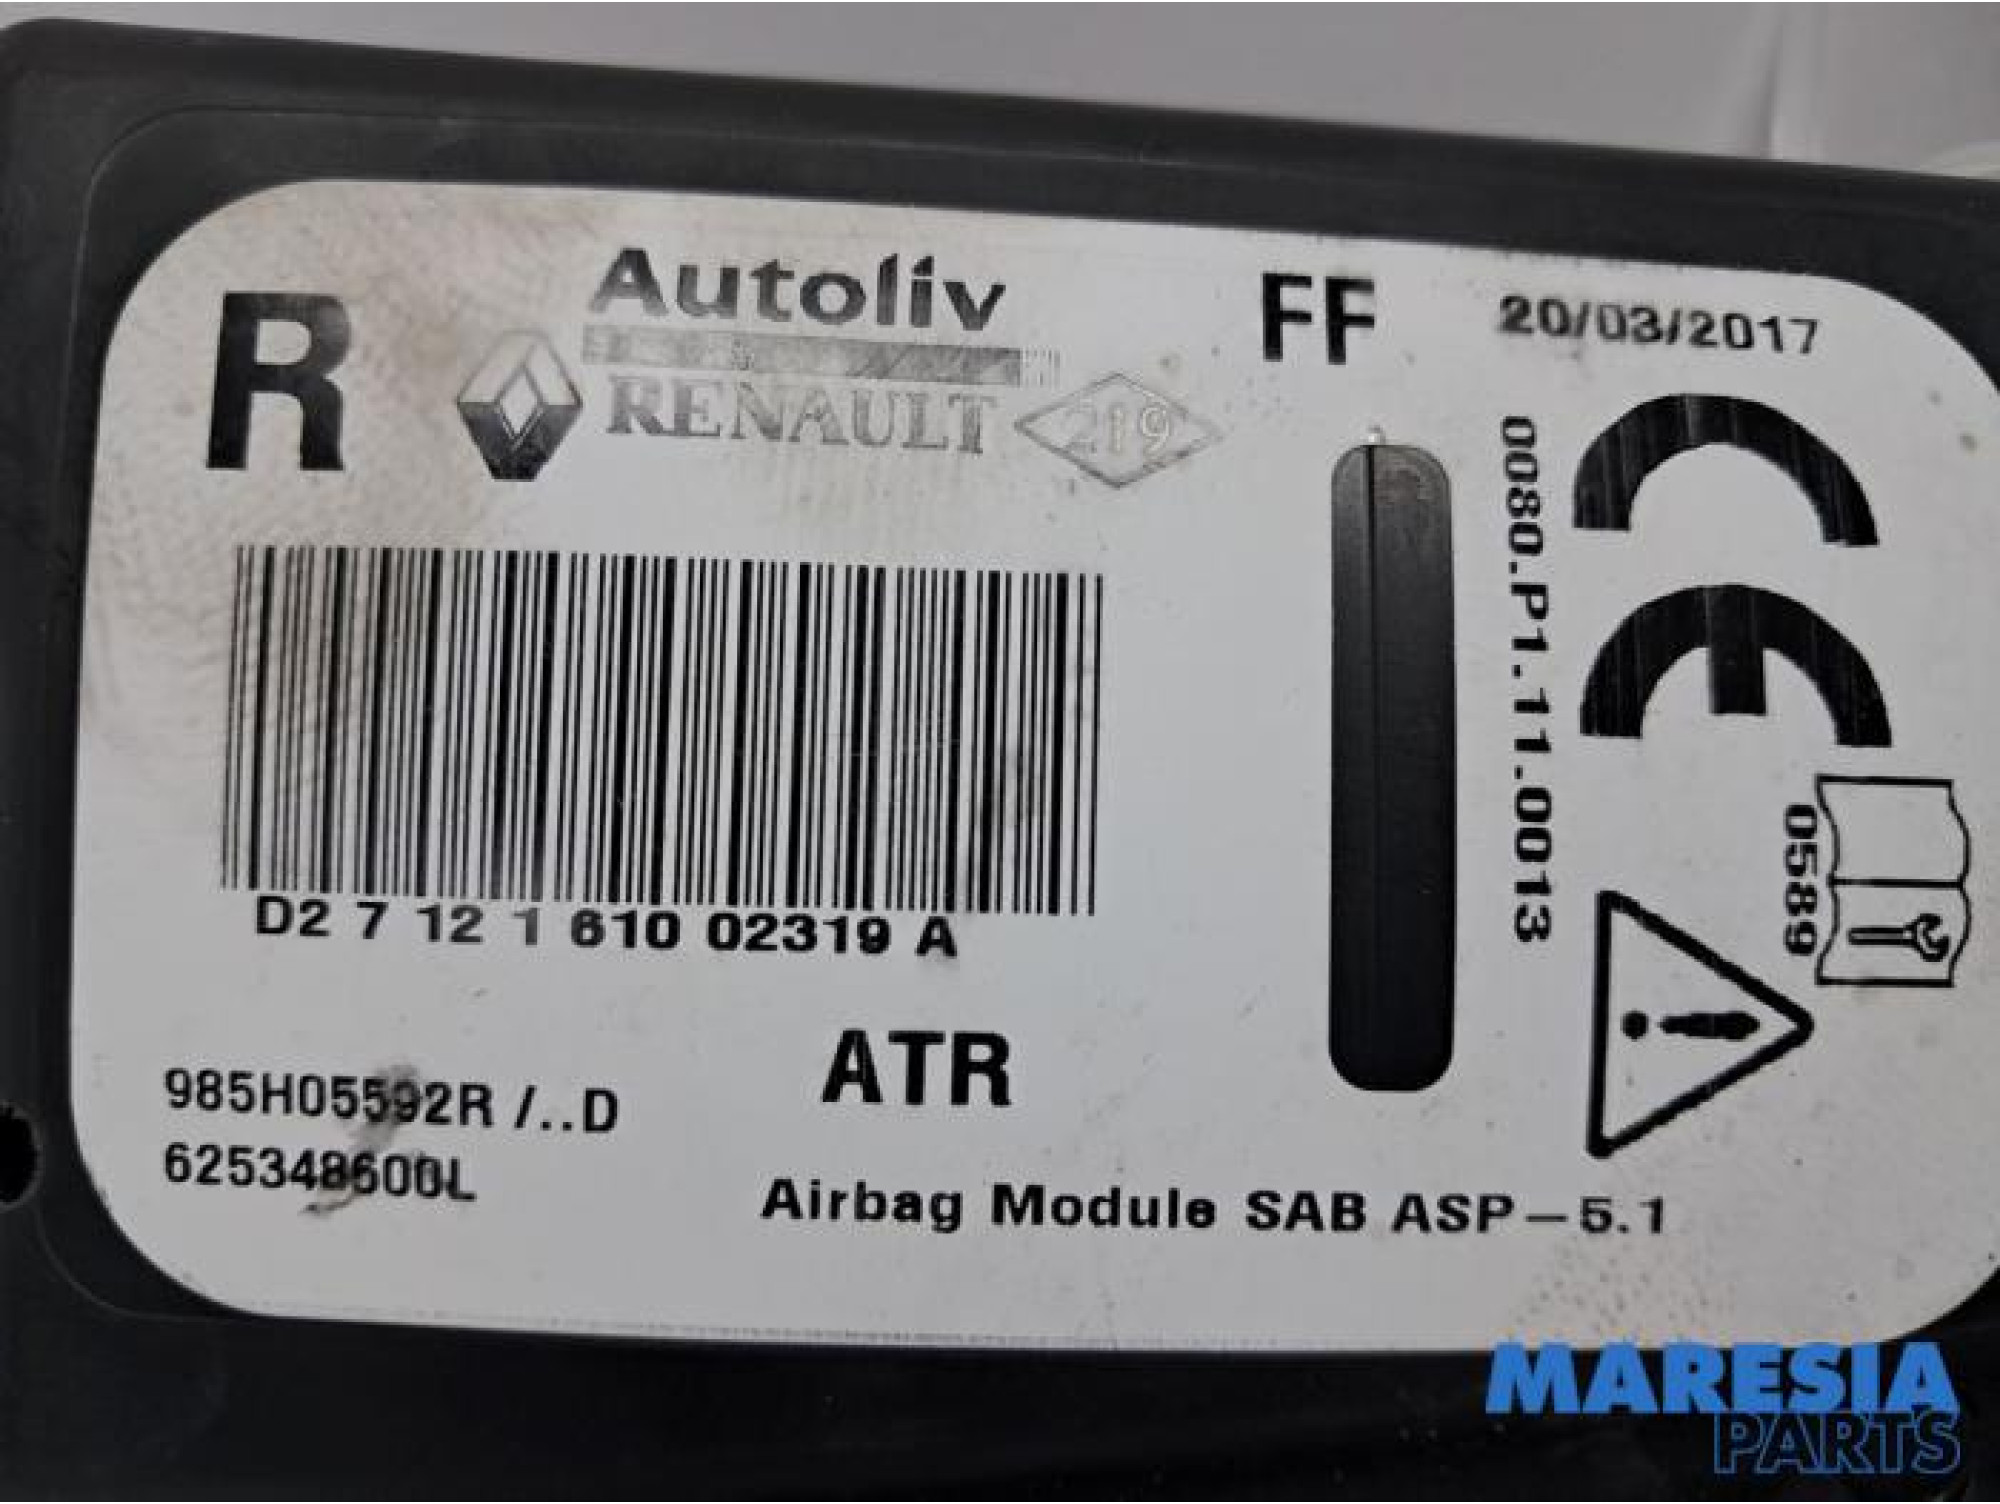 R
Autoliv
RENAULT
219
FF
20/03/2017
0080.P1.11.0013
CE
0589
D2 7 12 1 610 02319 A
985H05592R /..D
625348600L
ATR
Airbag Module SAB ASP-5.1
MARESIA
PARTS